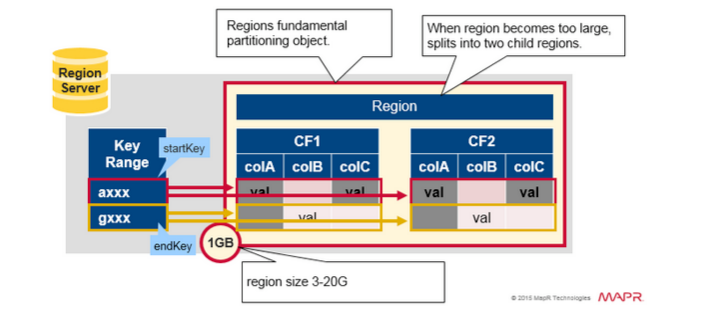 Regions fundamental
partitioning object.
When region becomes too large,
splits into two child regions.
Region
Server
Region
Key
Range
startKey
CF1
CF2
colA colB colC
colA colB colC
axxx
val val
val val
gxxx
val
val
endKey
1GB
region size 3-20G
© 2015 MapR Technologies MAPR